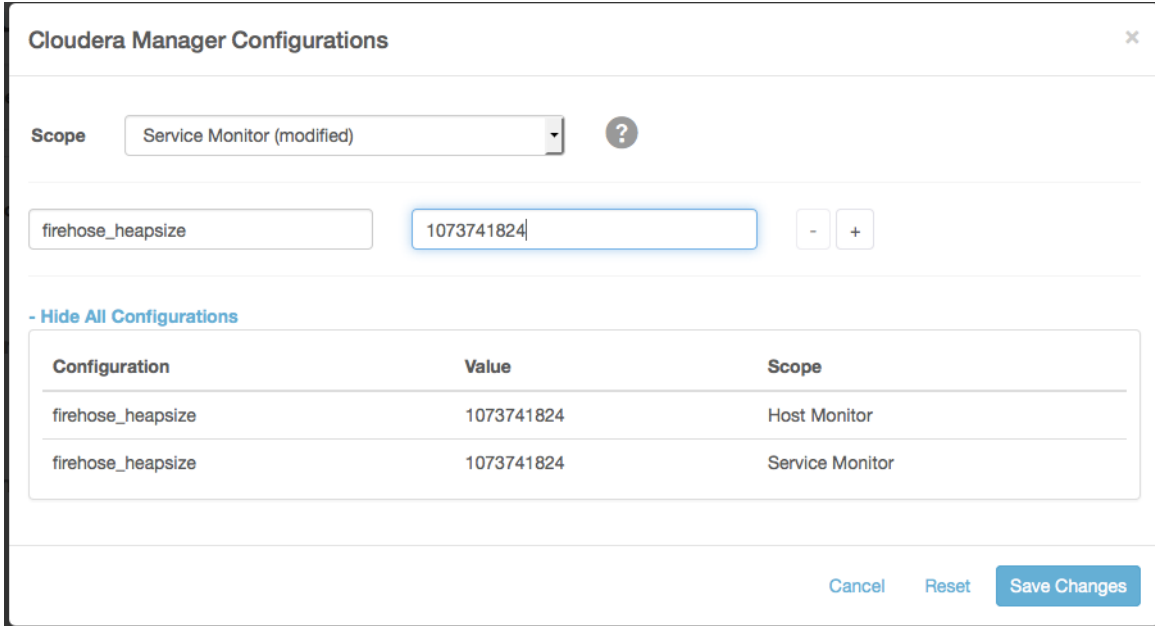 Cloudera Manager Configurations
×
Scope Service Monitor (modified) ?
firehose_heapsize 1073741824 - +
- Hide All Configurations
Configuration Value Scope
firehose_heapsize 1073741824 Host Monitor
firehose_heapsize 1073741824 Service Monitor
Cancel Reset Save Changes